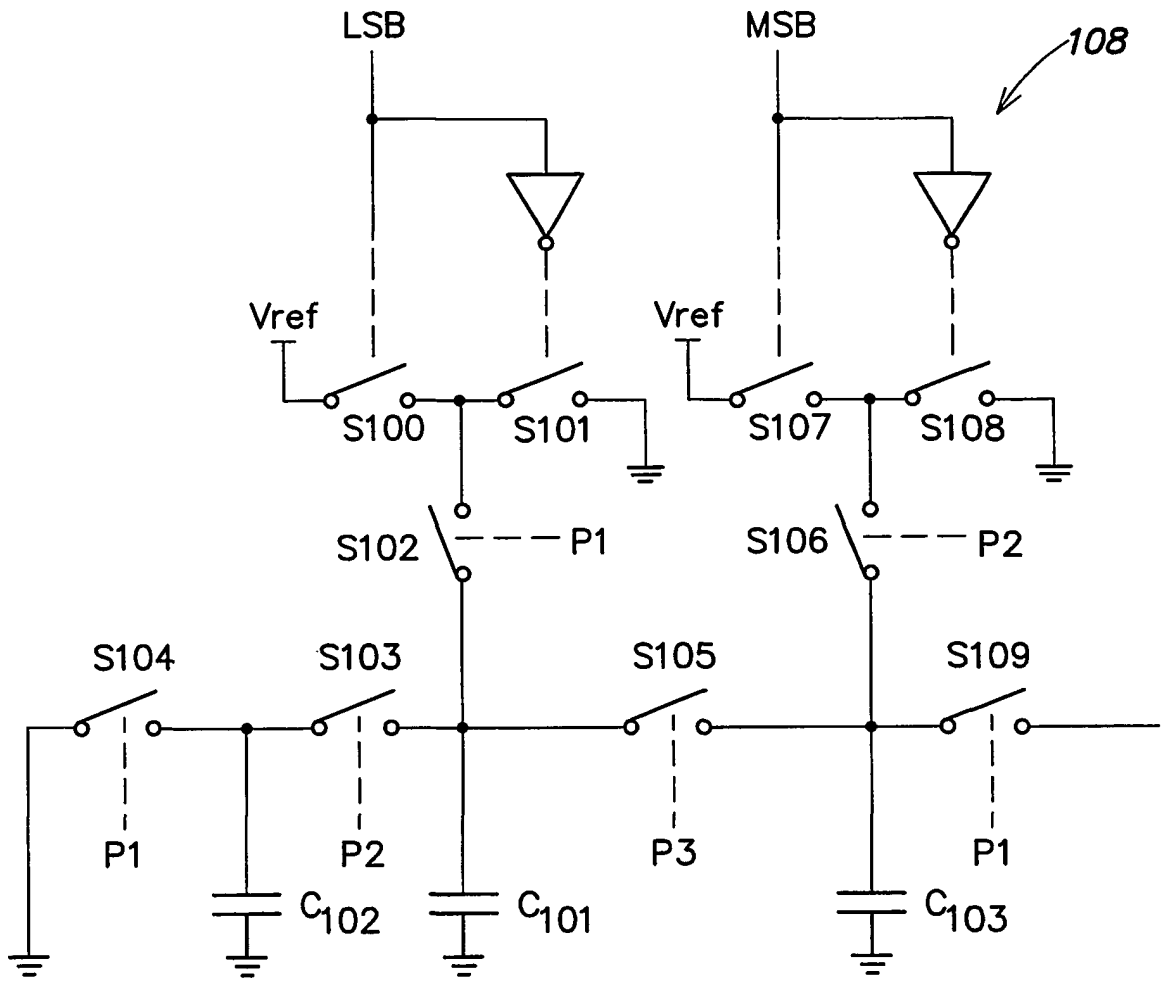 LSB
MSB
108
Vref
Vref
S100
S101
S107
S108
S102
P1
S106
P2
S104
S103
S105
S109
P1
P2
P3
P1
C102
C101
C103